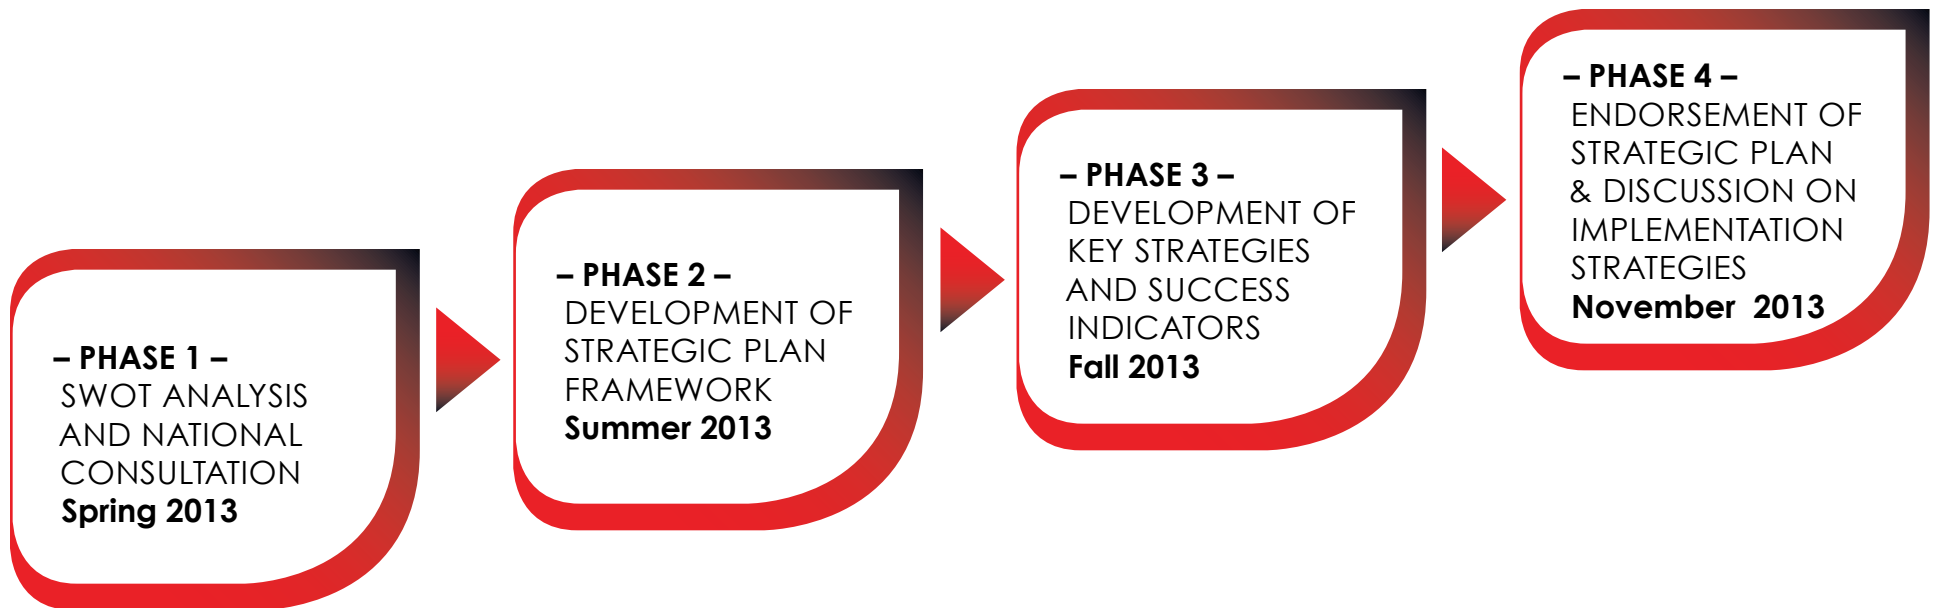 – PHASE 1 –
SWOT ANALYSIS
AND NATIONAL
CONSULTATION
Spring 2013
– PHASE 2 –
DEVELOPMENT OF
STRATEGIC PLAN
FRAMEWORK
Summer 2013
– PHASE 3 –
DEVELOPMENT OF
KEY STRATEGIES
AND SUCCESS
INDICATORS
Fall 2013
– PHASE 4 –
ENDORSEMENT OF
STRATEGIC PLAN
& DISCUSSION ON
IMPLEMENTATION
STRATEGIES
November 2013